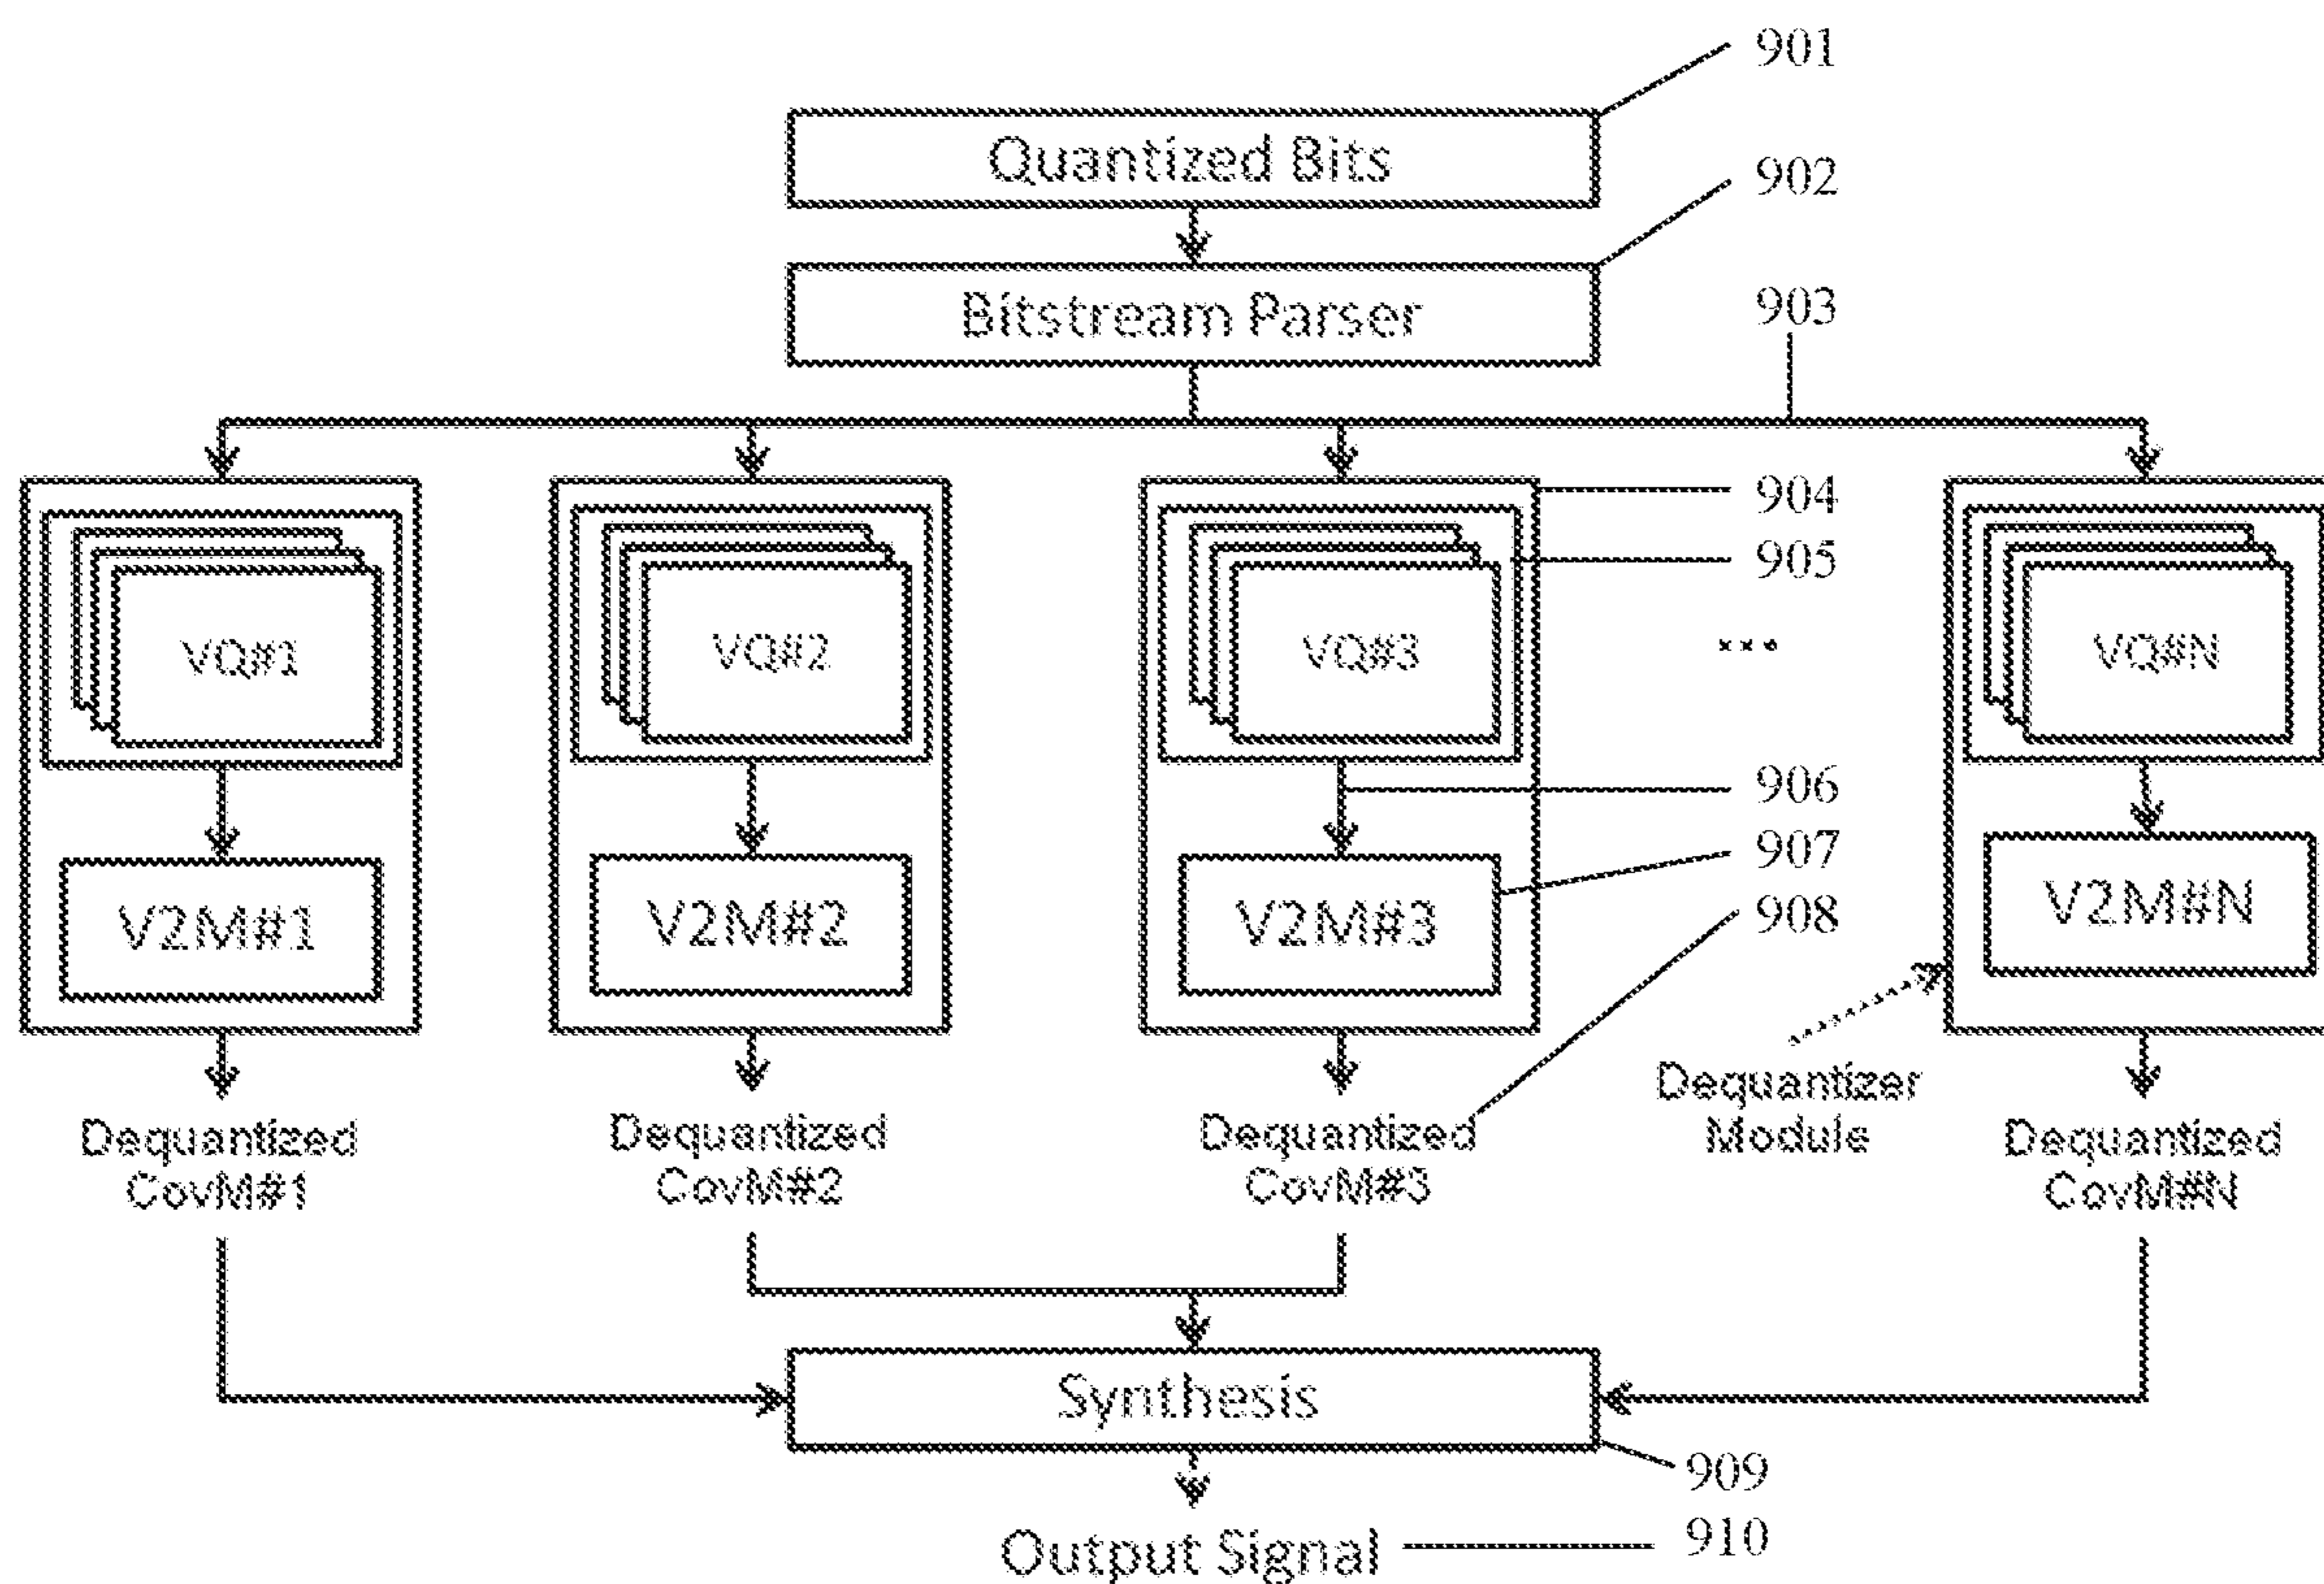 901
Quantized Bits
902
Bitstream Parser
903
904
905
VQ#1
VQ#2
VQ#3
...
VQ#N
906
907
908
V2M#1
V2M#2
V2M#3
V2M#N
Dequantizer
Module
Dequantized
CovM#1
Dequantized
CovM#2
Dequantized
CovM#3
Dequantized
CovM#N
Synthesis
909
Output Signal
910